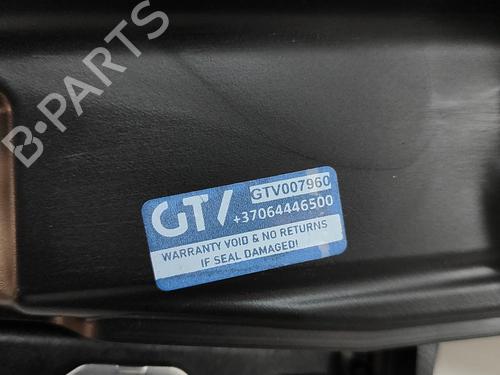 B-PARTS
GTV
GTV007960
+37064446500
WARRANTY VOID & NO RETURNS
IF SEAL DAMAGED!